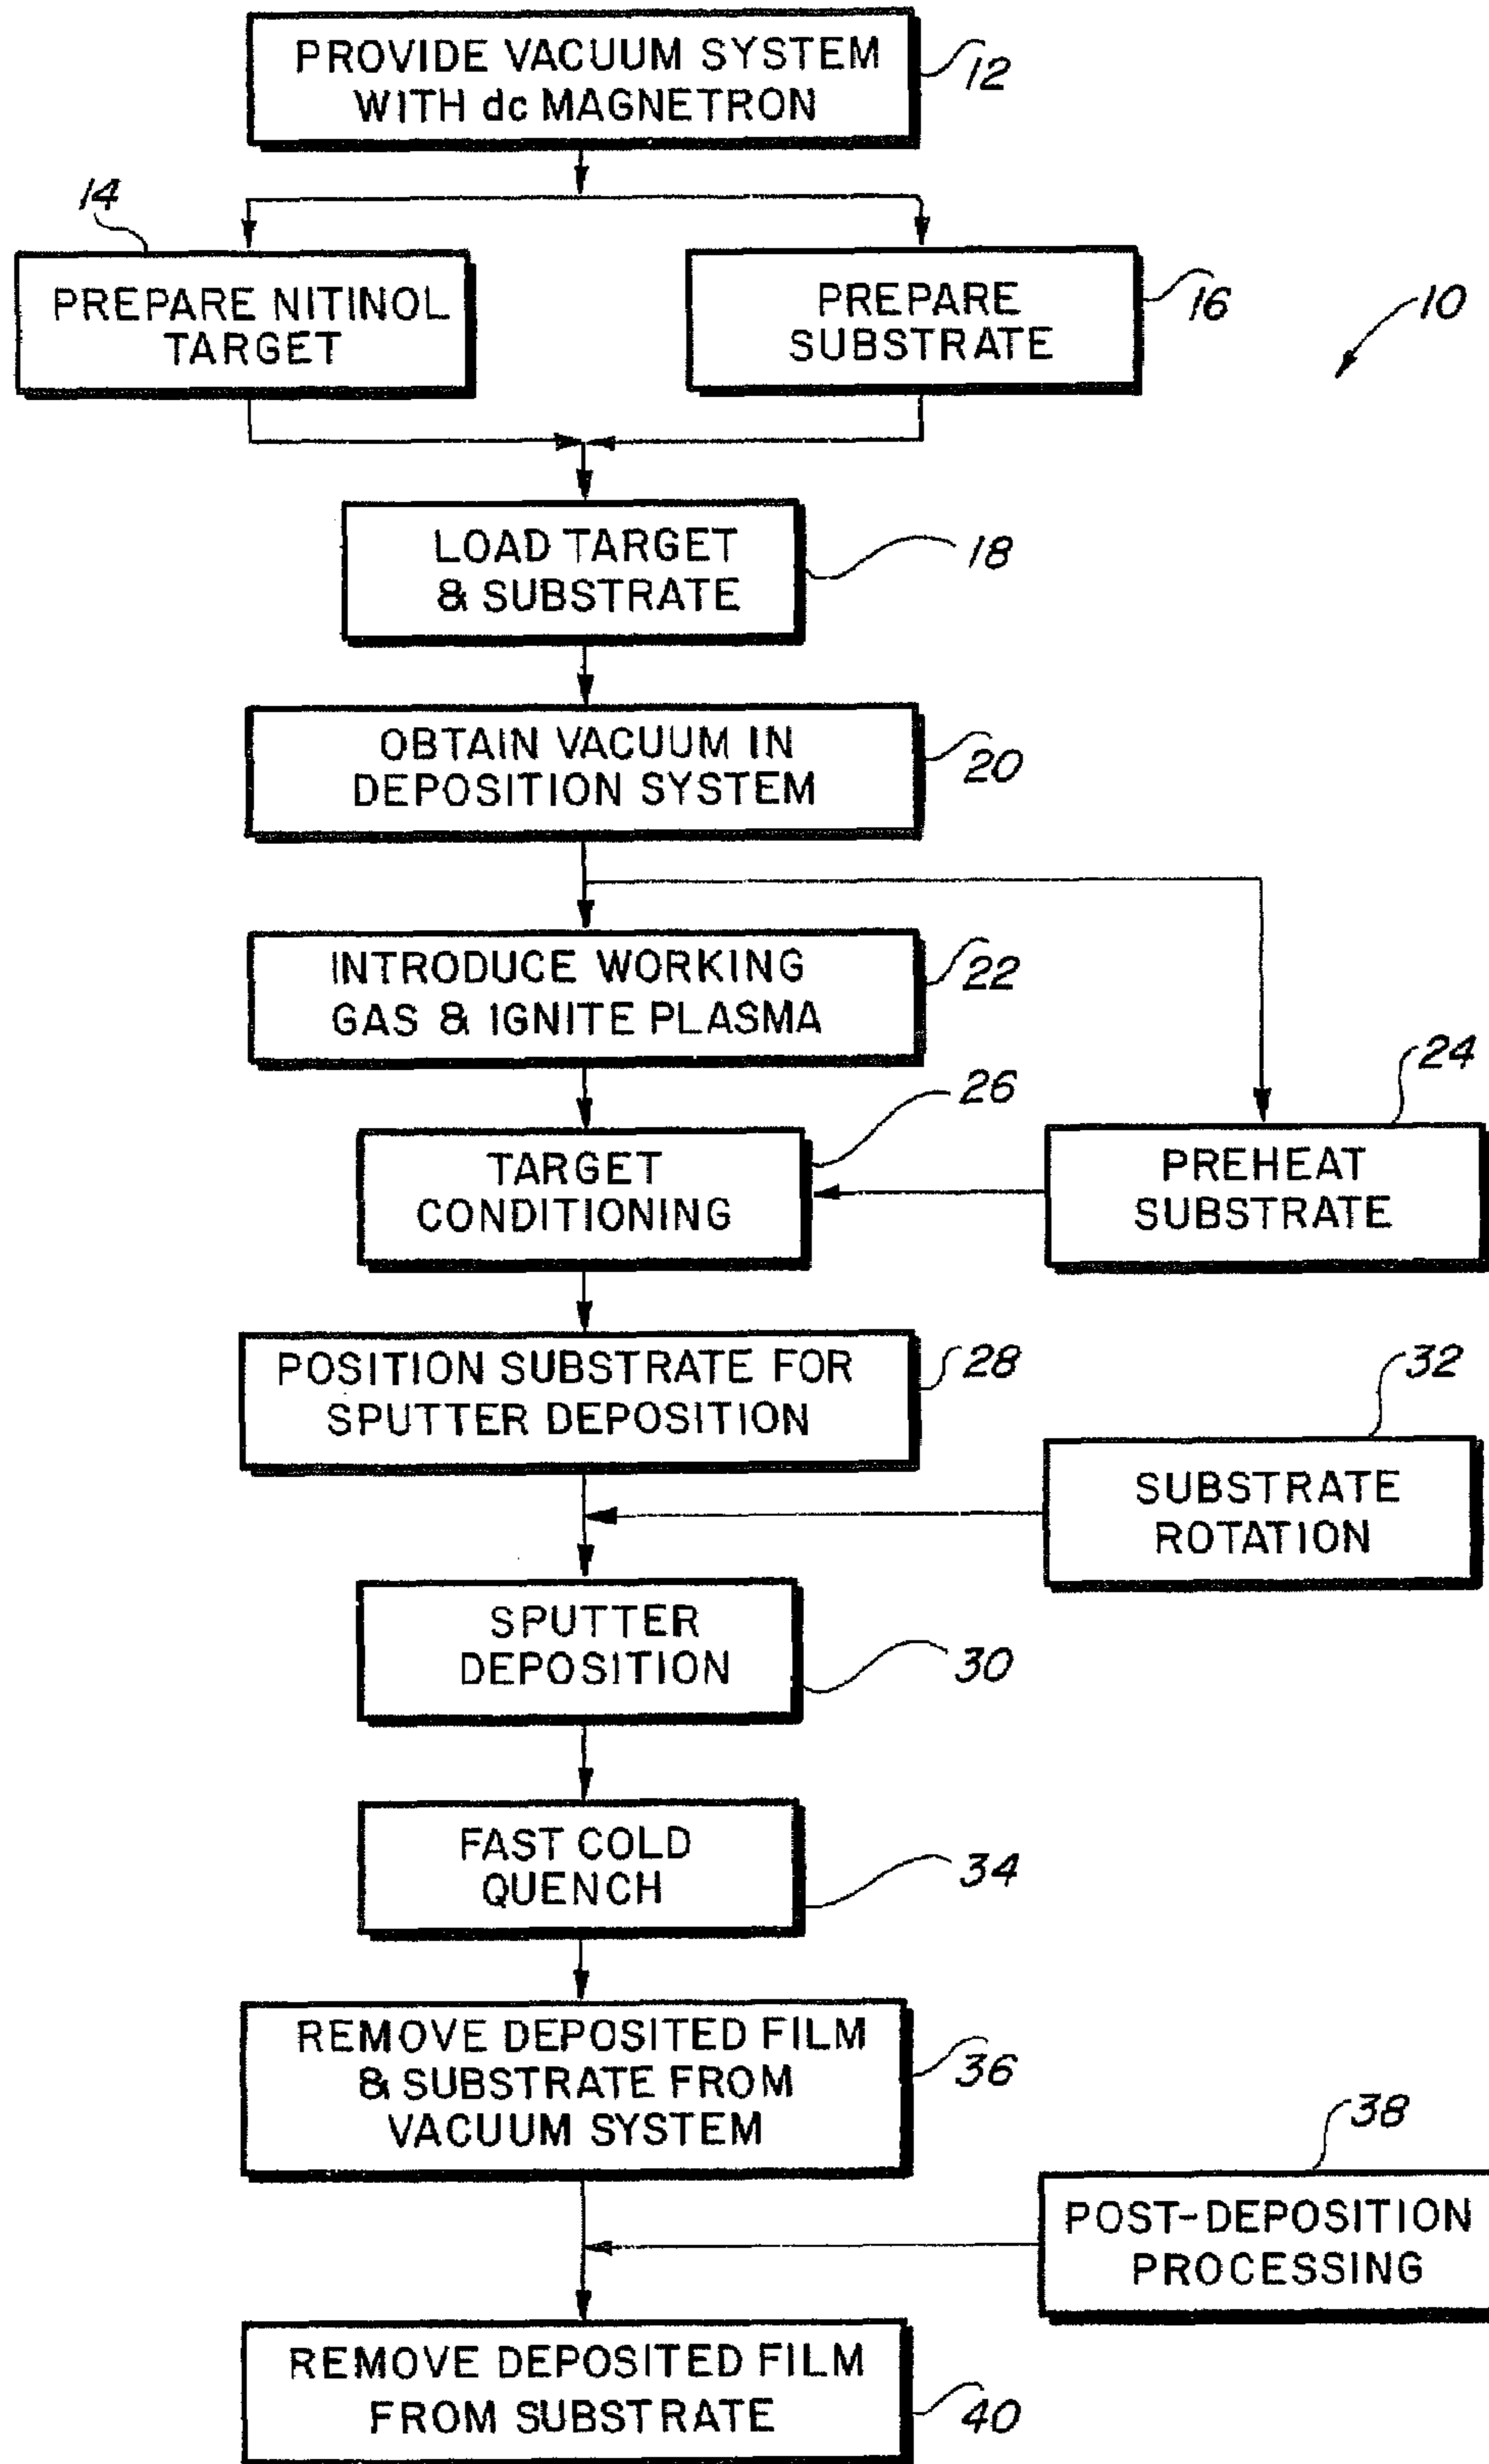 PROVIDE VACUUM SYSTEM
WITH dc MAGNETRON
12
14
PREPARE NITINOL
TARGET
PREPARE
SUBSTRATE
16
10
LOAD TARGET
& SUBSTRATE
18
OBTAIN VACUUM IN
DEPOSITION SYSTEM
20
INTRODUCE WORKING
GAS & IGNITE PLASMA
22
24
26
TARGET
CONDITIONING
PREHEAT
SUBSTRATE
POSITION SUBSTRATE FOR
SPUTTER DEPOSITION
28
32
SUBSTRATE
ROTATION
SPUTTER
DEPOSITION
30
FAST COLD
QUENCH
34
REMOVE DEPOSITED FILM
& SUBSTRATE FROM
VACUUM SYSTEM
36
38
POST-DEPOSITION
PROCESSING
REMOVE DEPOSITED FILM
FROM SUBSTRATE
40